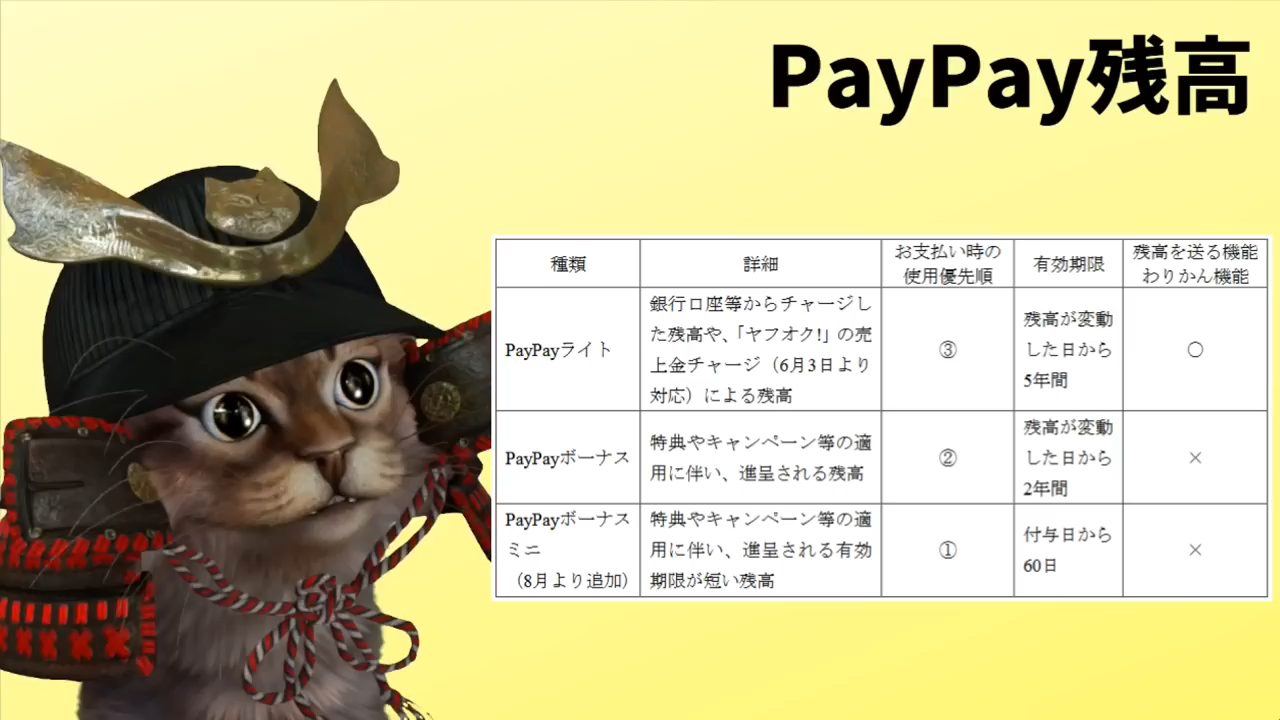 PayPay残高
種類
詳細
お支払い時の
使用優先順
有効期限
残高を送る機能
わりかん機能
PayPayライト
銀行口座等からチャージし
た残高や、「ヤフオク!」の売
上金チャージ（6月3日より
対応）による残高
③
残高が変動
した日から
5年間
○
PayPayボーナス
特典やキャンペーン等の適
用に伴い、進呈される残高
②
残高が変動
した日から
2年間
×
PayPayボーナス
ミニ
（8月より追加）
特典やキャンペーン等の適
用に伴い、進呈される有効
期限が短い残高
①
付与日から
60日
×